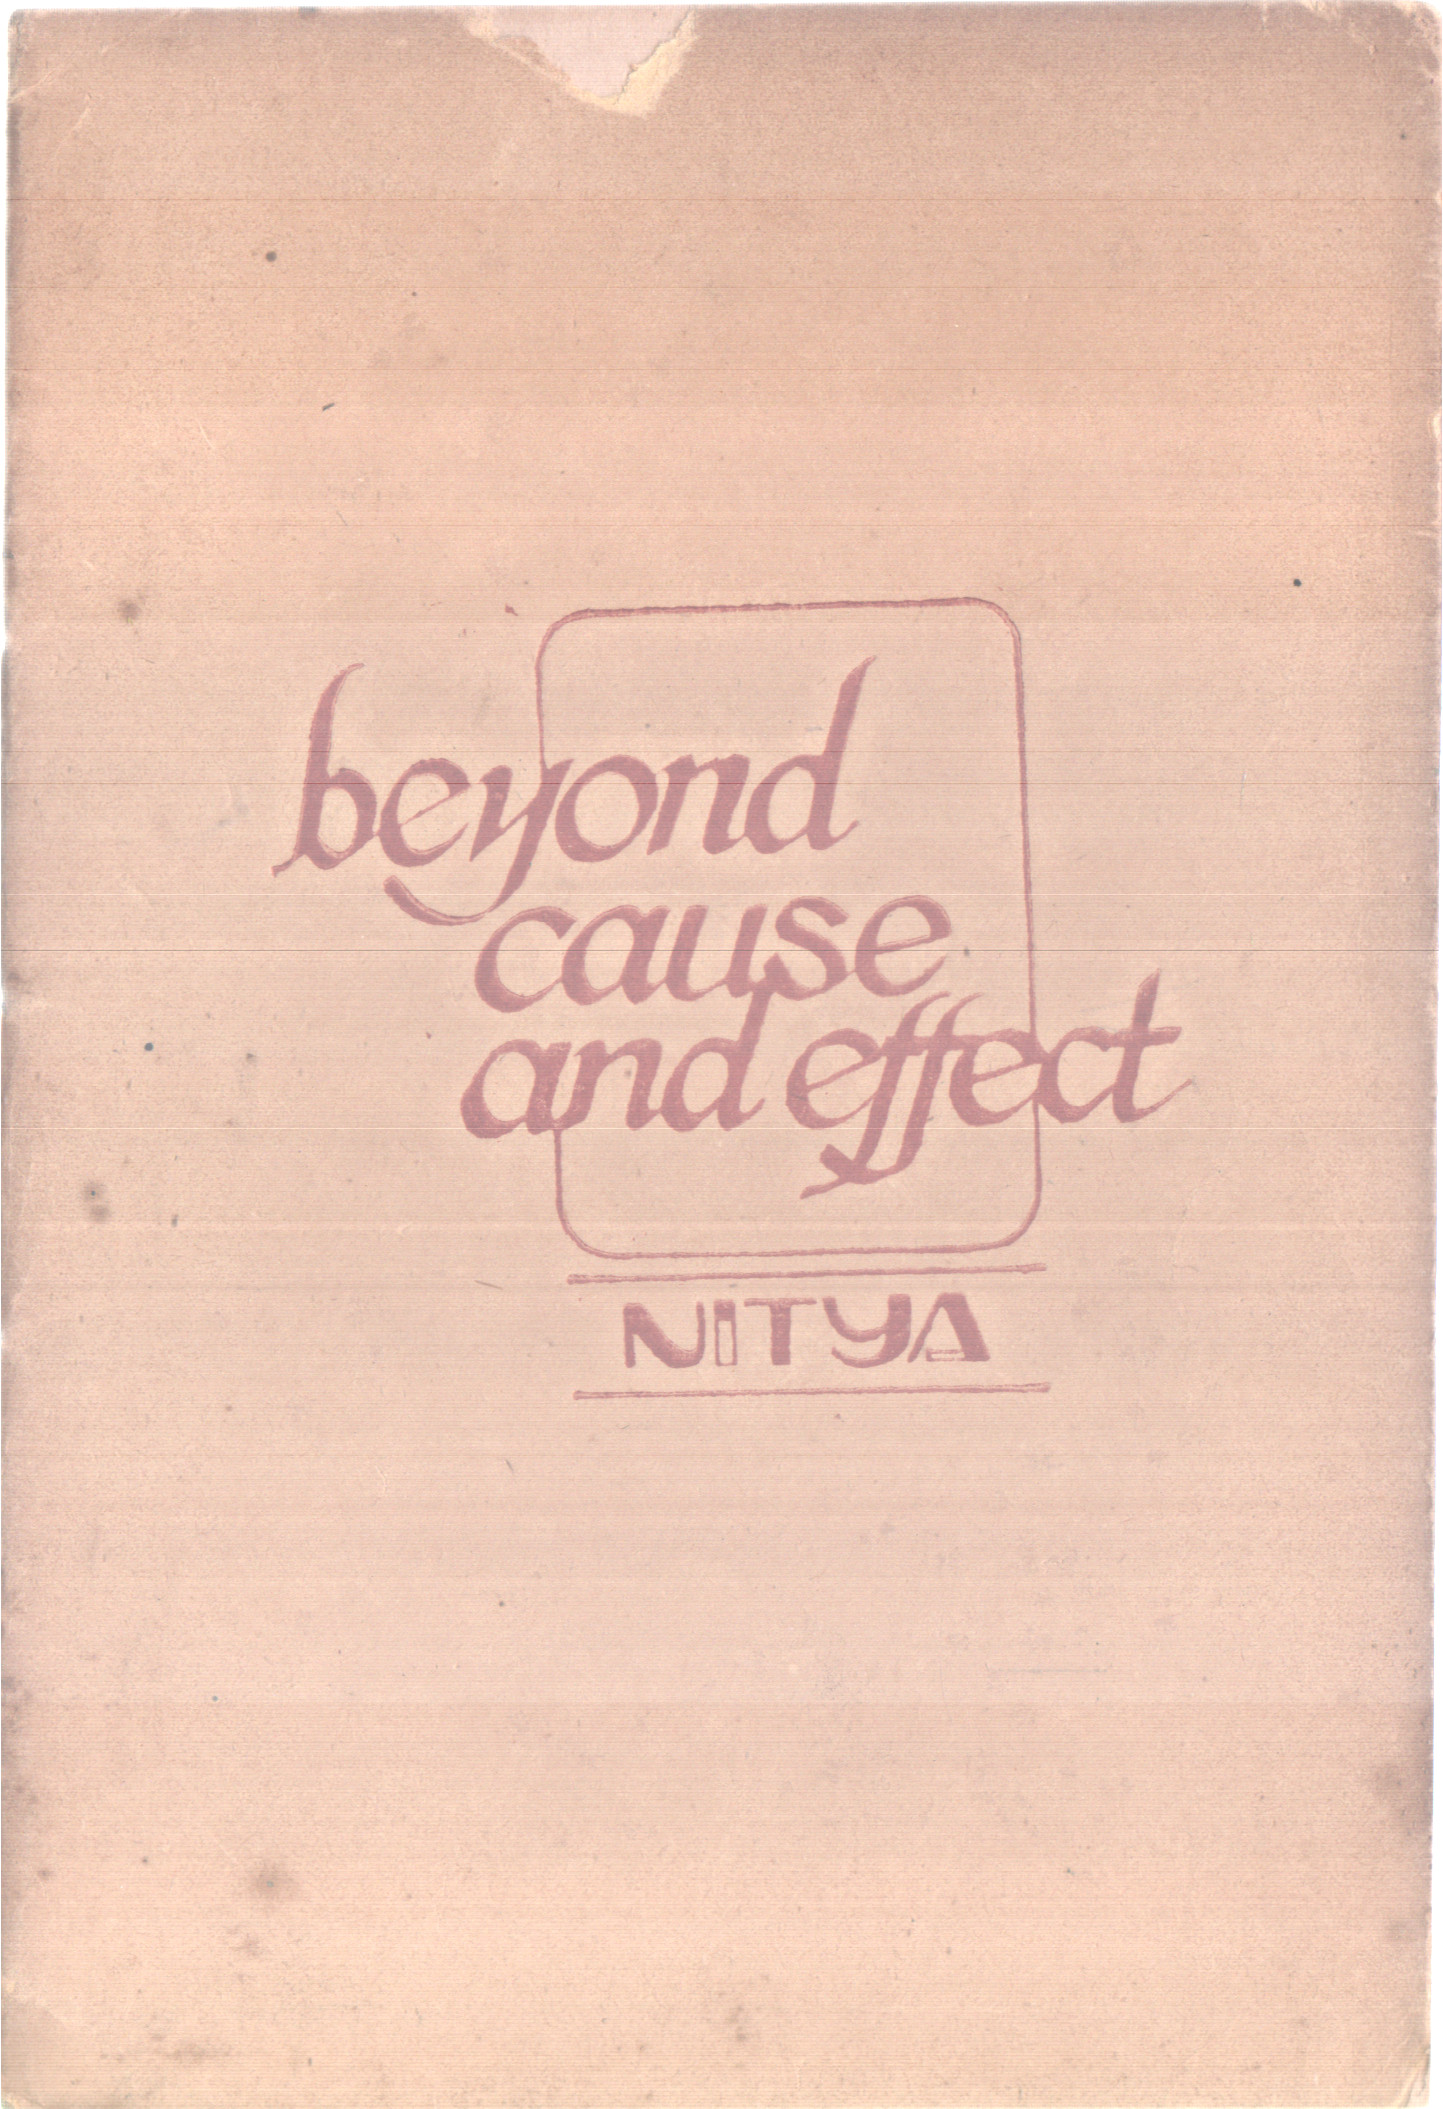 beyond
cause
and effect
NITYA